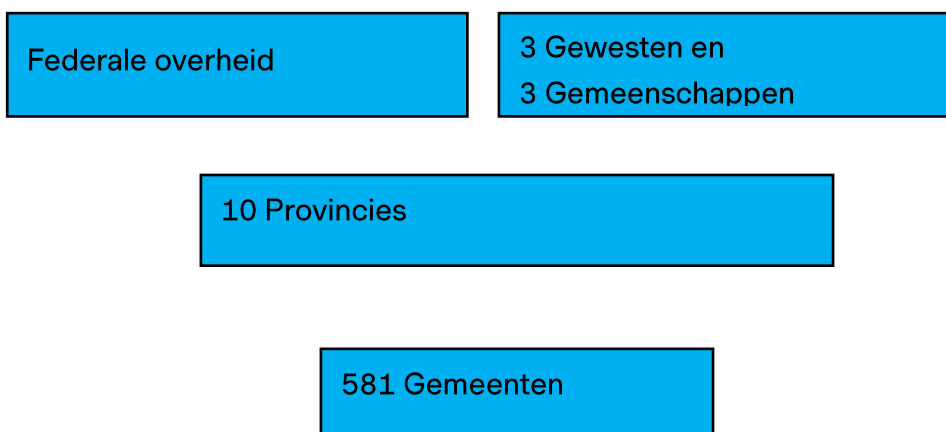 Federale overheid
3 Gewesten en
3 Gemeenschappen
10 Provincies
581 Gemeenten